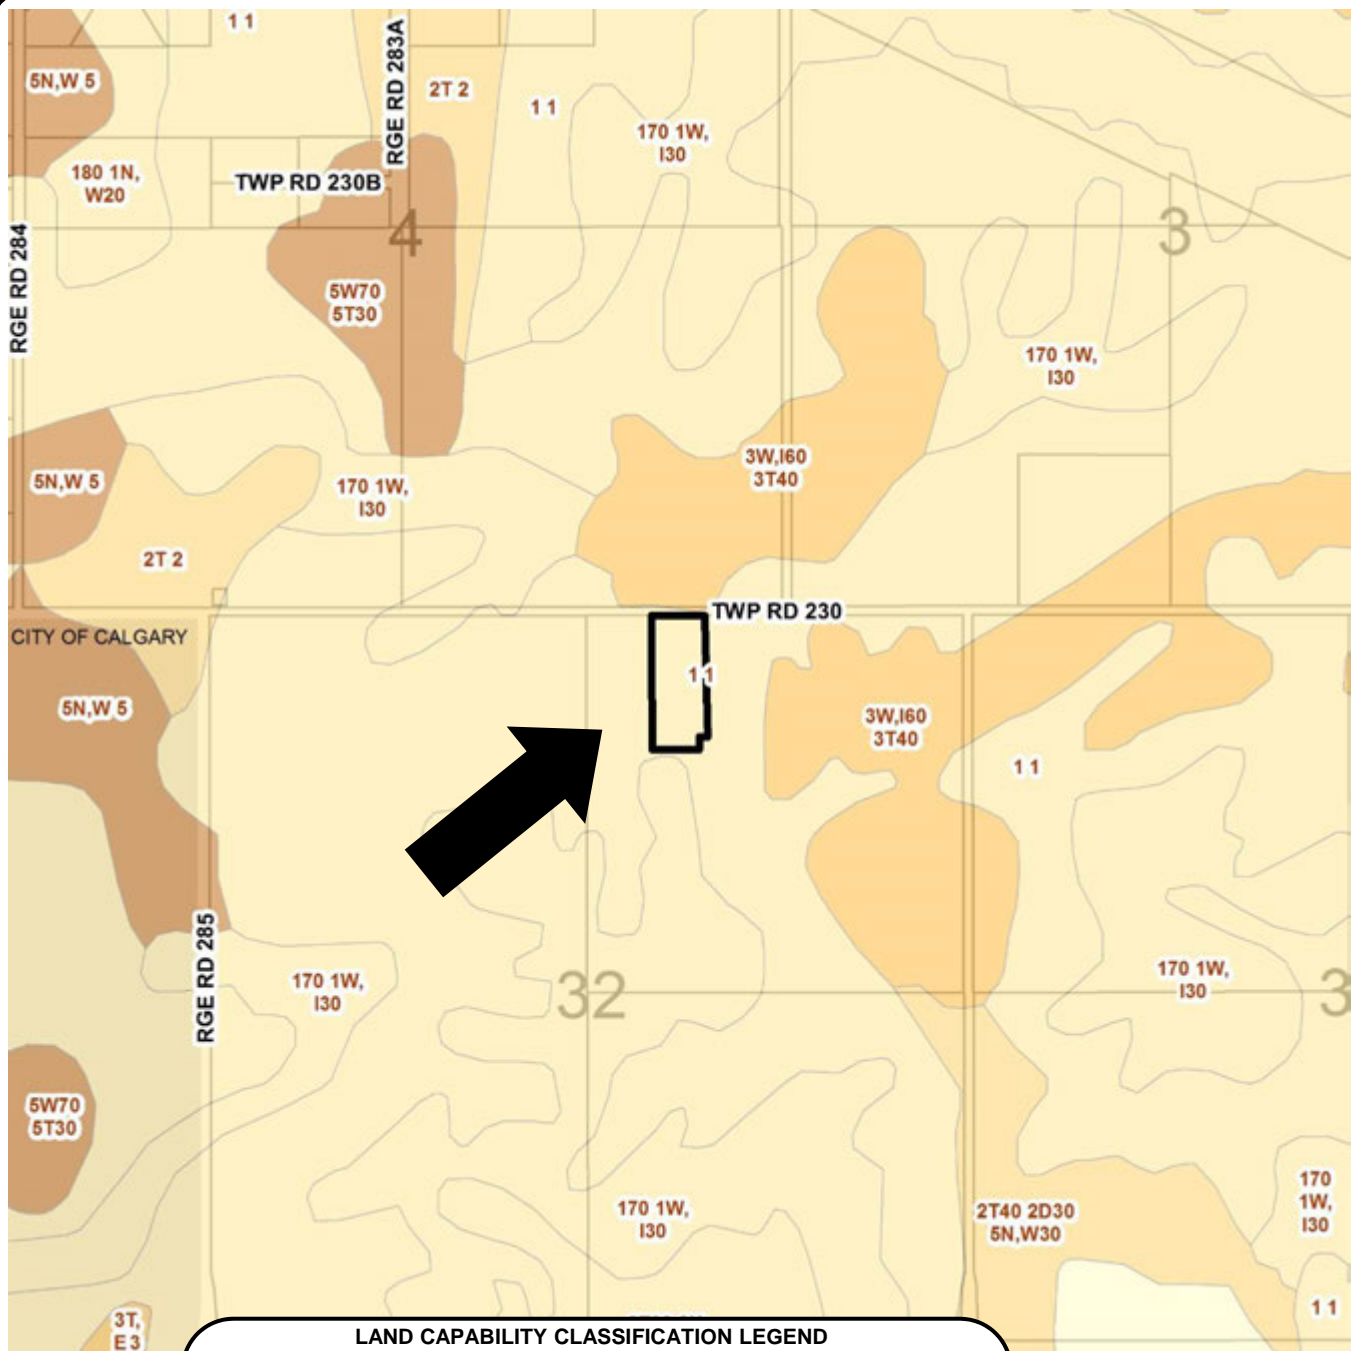 1 1
RGE RD 283A
5N,W 5
2T 2
1 1
170 1W,
I30
180 1N,
W20
TWP RD 230B
4
3
RGE RD 284
5W70
5T30
170 1W,
I30
3W,I60
3T40
5N,W 5
170 1W,
I30
2T 2
TWP RD 230
CITY OF CALGARY
1 1
5N,W 5
3W,I60
3T40
1 1
RGE RD 285
170 1W,
I30
32
170 1W,
I30
3
5W70
5T30
170 1W,
I30
2T40 2D30
5N,W30
170
1W,
I30
1 1
3T,
E 3
LAND CAPABILITY CLASSIFICATION LEGEND